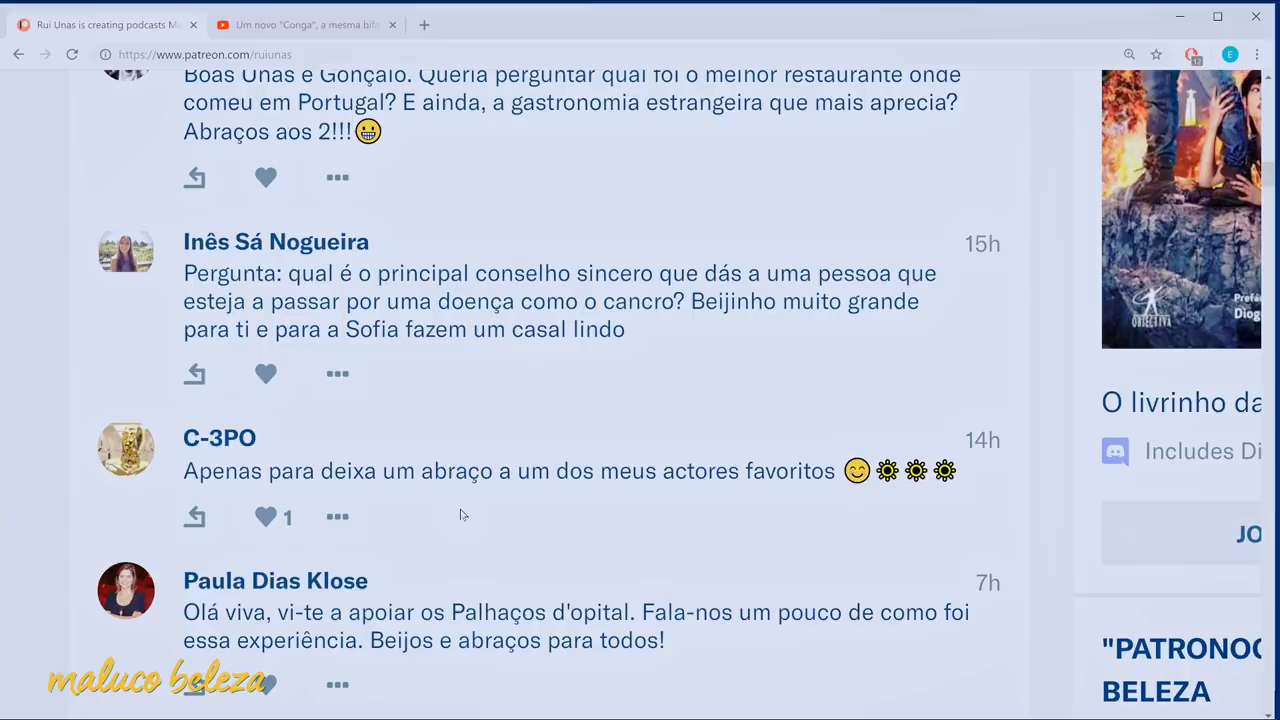 Rui Unas is creating podcasts M
Um novo "Conga", a mesma bifa
https://www.patreon.com/ruiunas
12
E
Boas Unas e Gonçalo. Queria perguntar qual foi o melhor restaurante onde
comeu em Portugal? E ainda, a gastronomia estrangeira que mais aprecia?
Abraços aos 2!!!😁
Inês Sá Nogueira
15h
Pergunta: qual é o principal conselho sincero que dás a uma pessoa que
esteja a passar por uma doença como o cancro? Beijinho muito grande
para ti e para a Sofia fazem um casal lindo
C-3PO
14h
Apenas para deixa um abraço a um dos meus actores favoritos 😊🌞🌞🌞
1
Paula Dias Klose
7h
Olá viva, vi-te a apoiar os Palhaços d'opital. Fala-nos um pouco de como foi
essa experiência. Beijos e abraços para todos!
maluco beleza
OBJECTIVA
Prefá
Diog
O livrinho da
Includes Di
JO
"PATRONOC
BELEZA